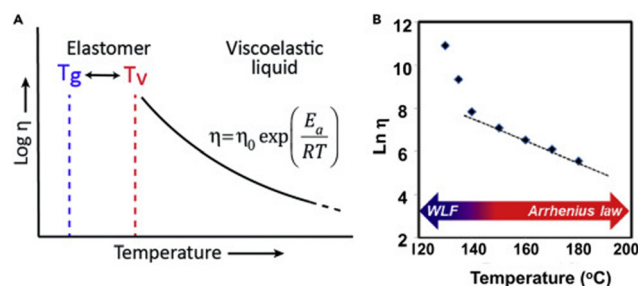 A
Elastomer
Viscoelastic
liquid
Tg
Tv
η=η0 exp(Ea/RT)
Log η
Temperature
B
12
10
8
6
4
2
Ln η
WLF
Arrhenius law
120
140
160
180
200
Temperature (oC)